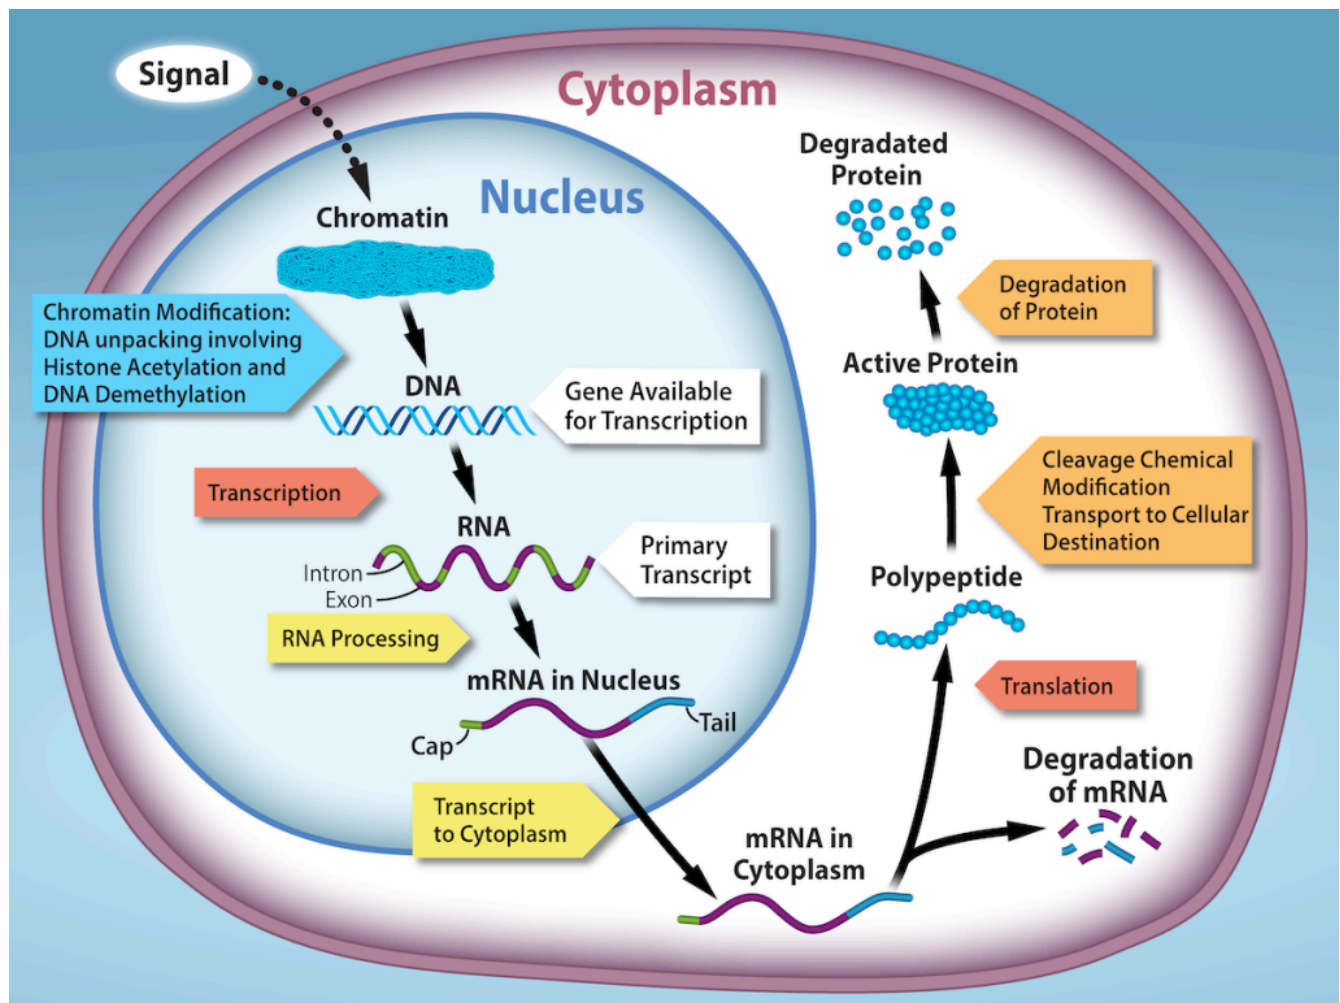 Signal
Cytoplasm
Nucleus
Chromatin
Chromatin Modification:
DNA unpacking involving
Histone Acetylation and
DNA Demethylation
DNA
Gene Available
for Transcription
Transcription
RNA
Primary
Transcript
Intron
Exon
RNA Processing
mRNA in Nucleus
Cap
Tail
Transcript
to Cytoplasm
mRNA in
Cytoplasm
Degradation
of mRNA
Translation
Polypeptide
Cleavage Chemical
Modification
Transport to Cellular
Destination
Active Protein
Degradation
of Protein
Degraded
Protein